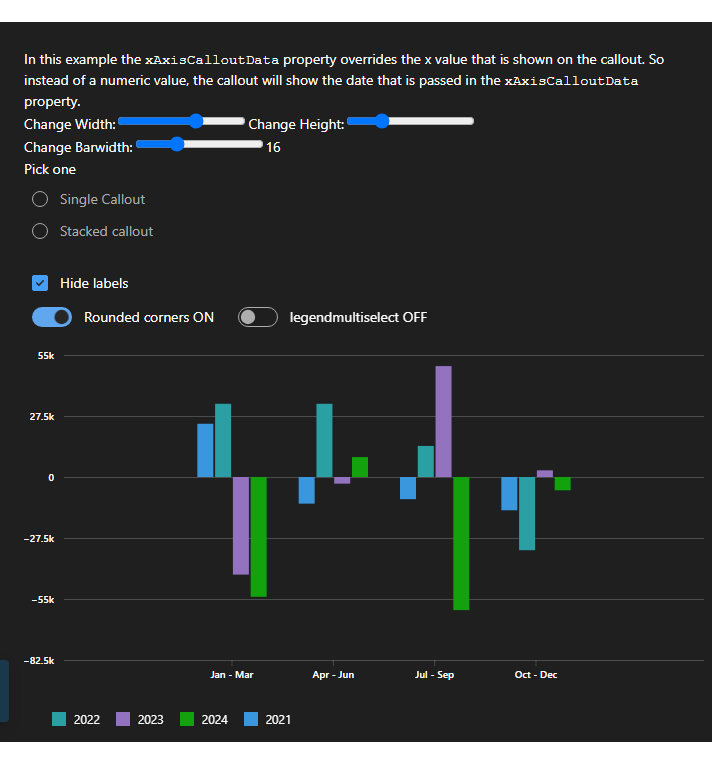 In this example the xAxisCalloutData property overrides the x value that is shown on the callout. So
instead of a numeric value, the callout will show the date that is passed in the xAxisCalloutData
property.
Change Width: Change Height:
Change Barwidth: 16
Pick one
Single Callout
Stacked callout
Hide labels
Rounded corners ON legendmultiselect OFF
55k
27.5k
0
−27.5k
−55k
−82.5k
Jan - Mar Apr - Jun Jul - Sep Oct - Dec
2022 2023 2024 2021